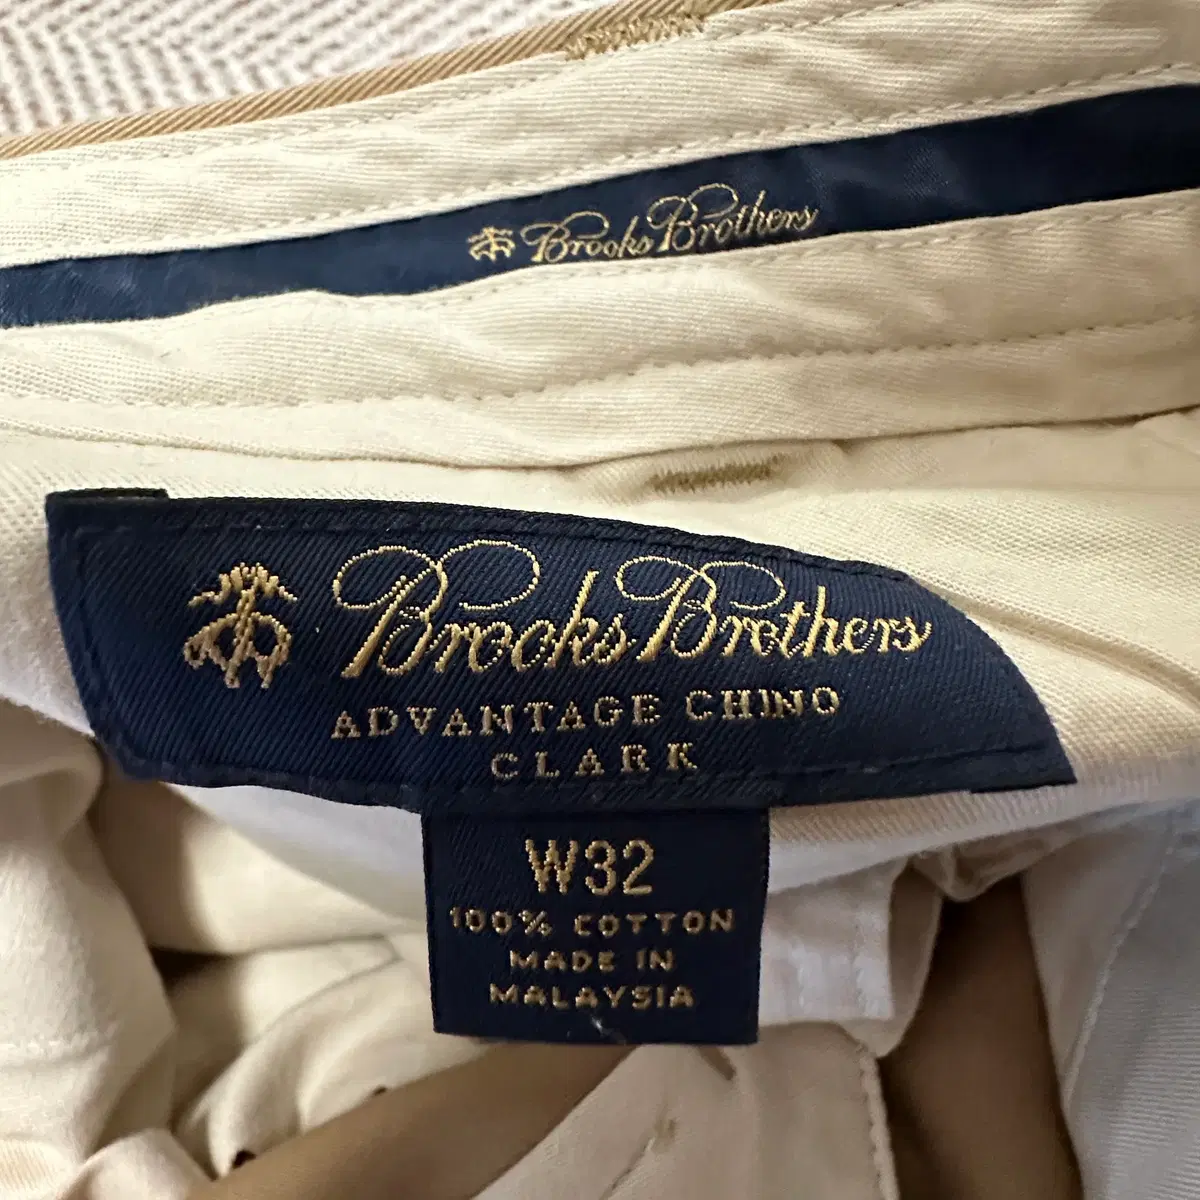 Brooks Brothers
Brooks Brothers
ADVANTAGE CHINO
CLARK
W32
100% COTTON
MADE IN
MALAYSIA